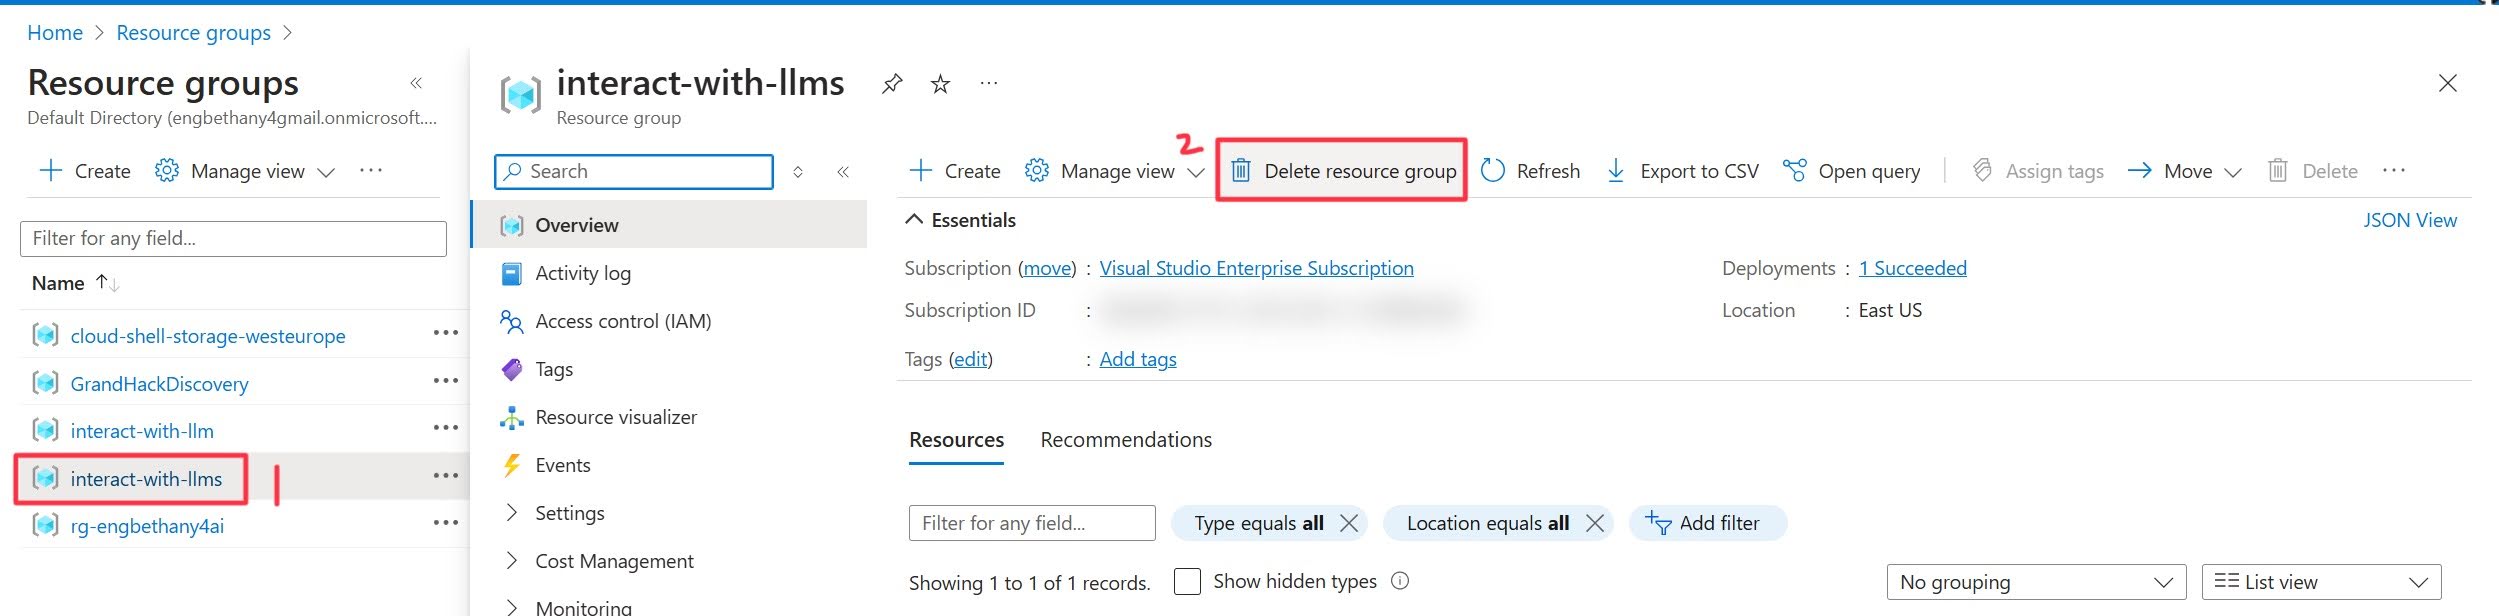 Home > Resource groups >
Resource groups «
Default Directory (engbethany4gmail.onmicrosoft....
+ Create Manage view ...
Filter for any field...
Name ↑↓
cloud-shell-storage-westeurope ...
GrandHackDiscovery ...
interact-with-llm ...
interact-with-llms ... 1
rg-engbethany4ai ...
interact-with-llms ...
Resource group
Search «
Overview
Activity log
Access control (IAM)
Tags
Resource visualizer
Events
Settings
Cost Management
Monitoring
+ Create Manage view 2 Delete resource group Refresh Export to CSV Open query Assign tags Move Delete ...
Essentials JSON View
Subscription (move) : Visual Studio Enterprise Subscription Deployments : 1 Succeeded
Subscription ID : Location : East US
Tags (edit) : Add tags
Resources Recommendations
Filter for any field... Type equals all Location equals all Add filter
Showing 1 to 1 of 1 records. Show hidden types No grouping List view